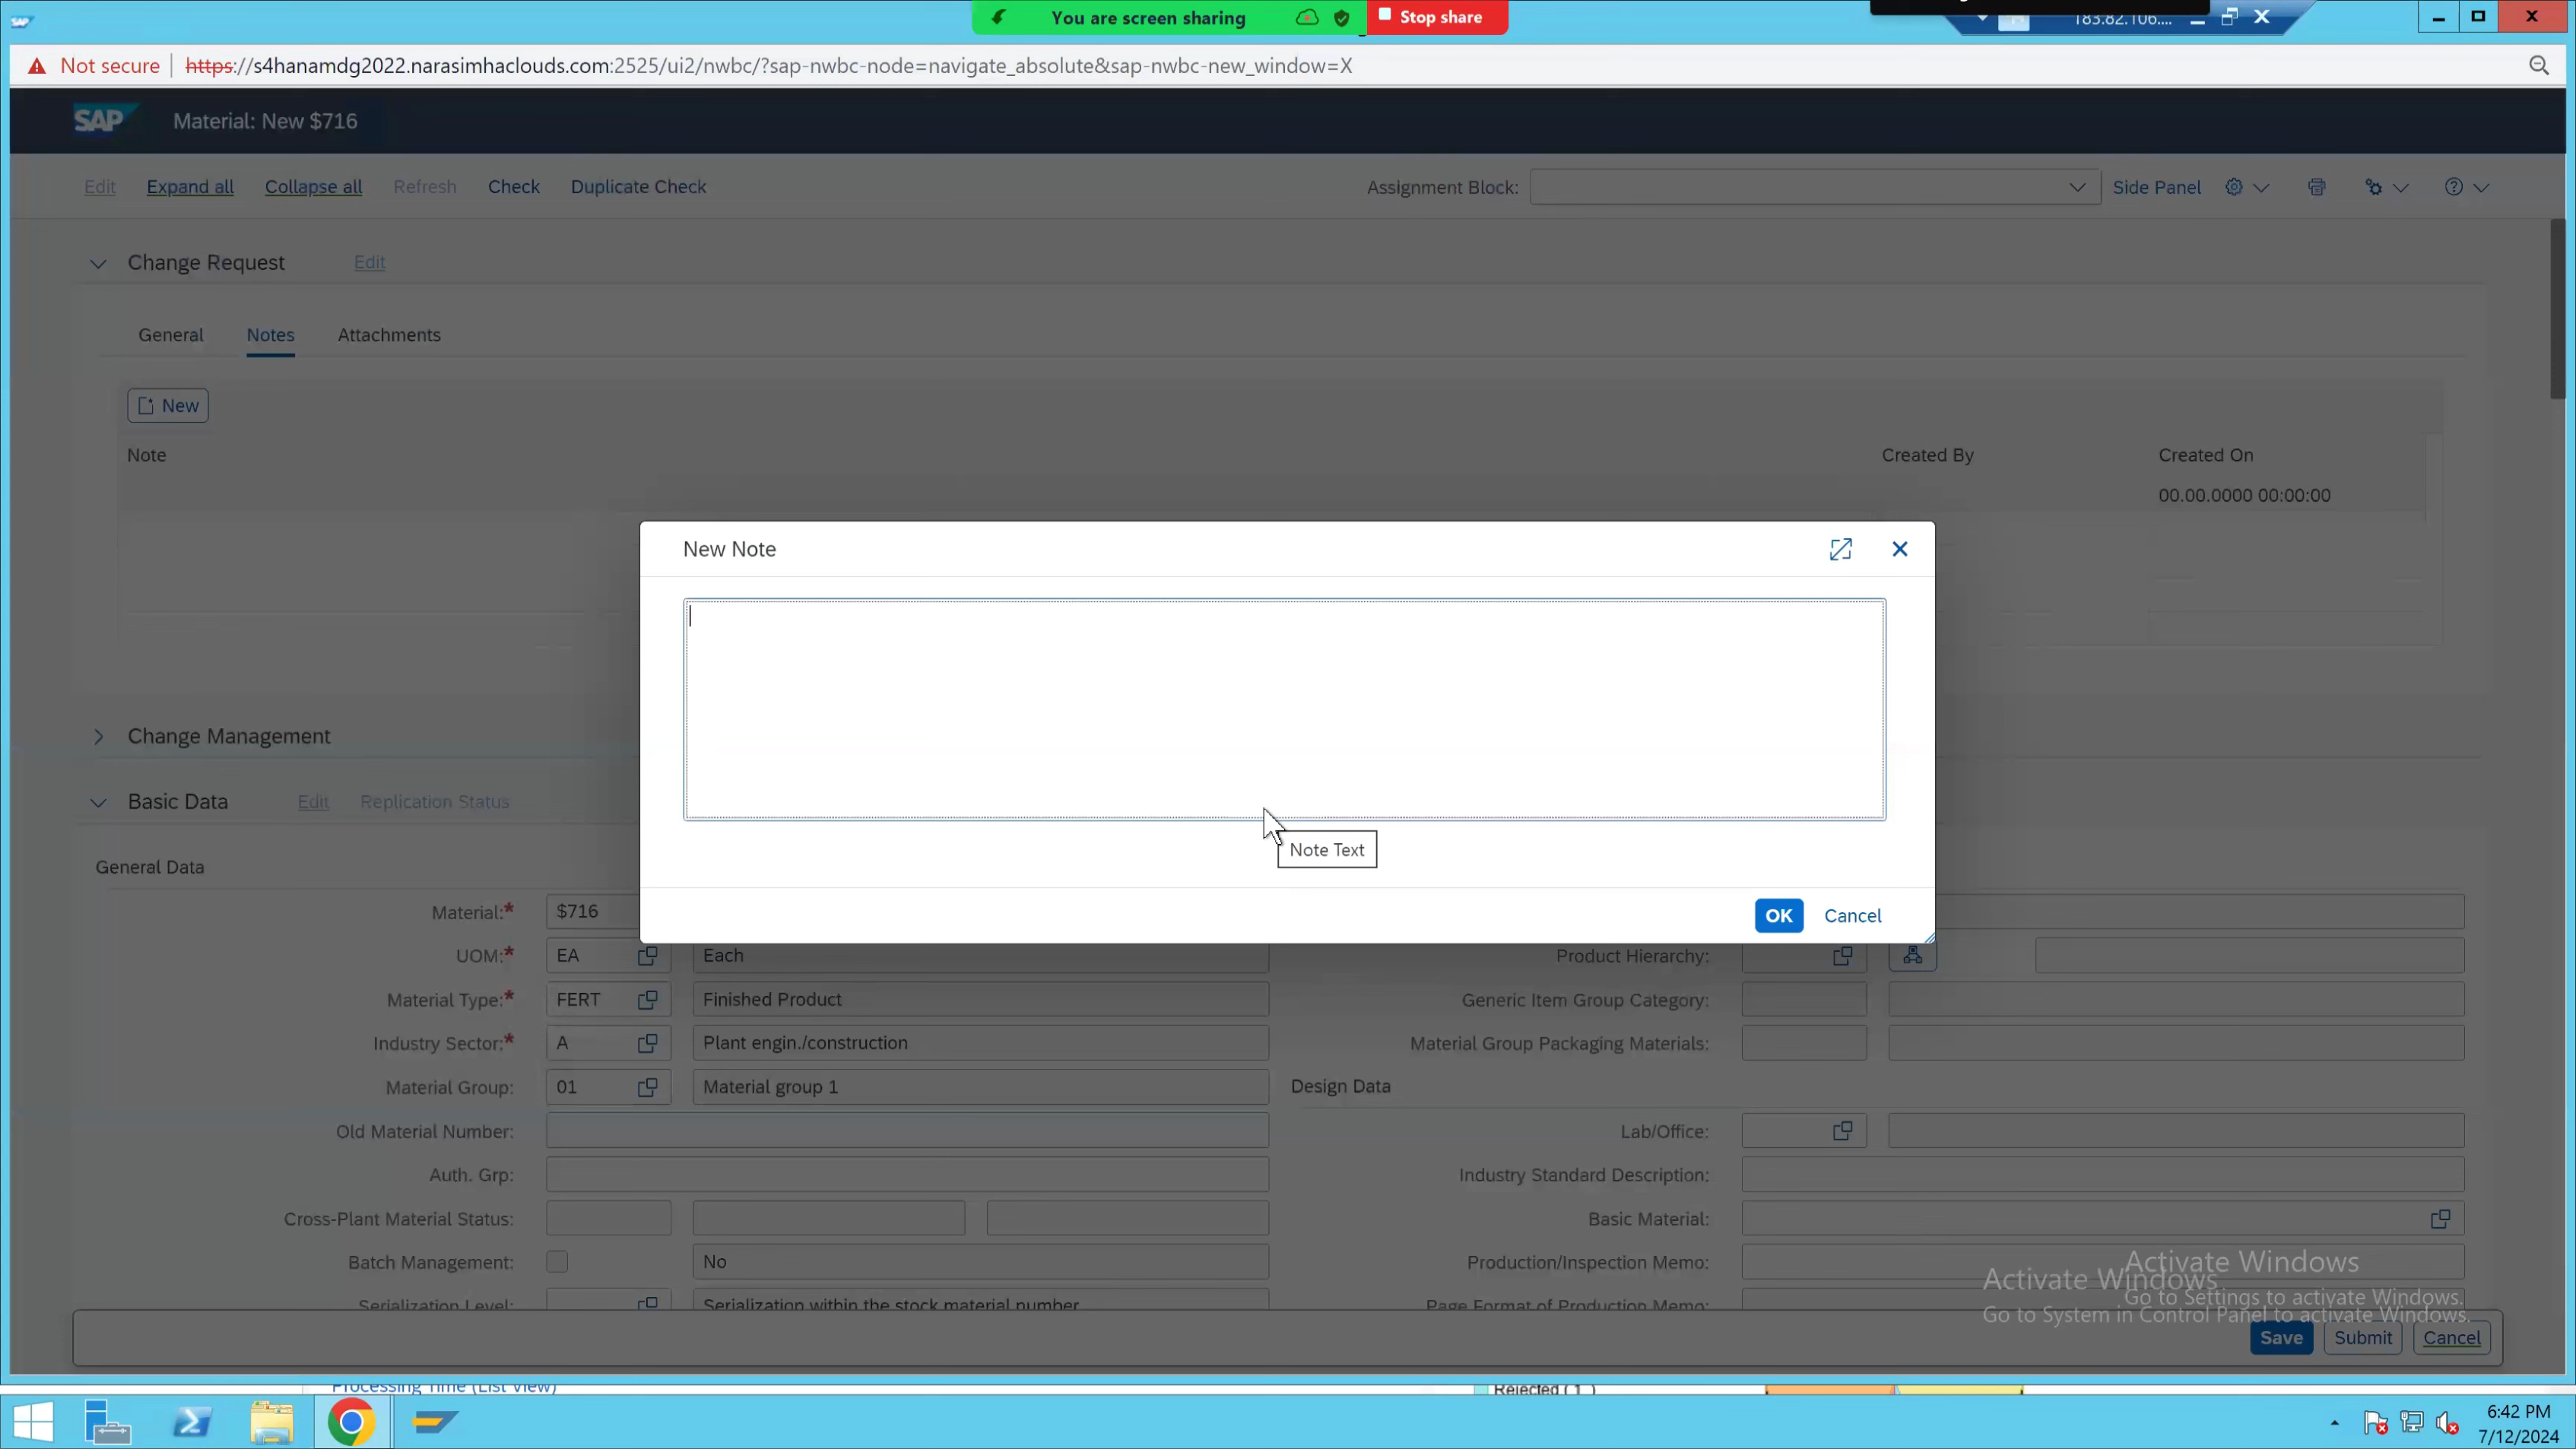 You are screen sharing
Stop share
183.82.106....
Not secure
https://s4hanamdg2022.narasimhaclouds.com:2525/ui2/nwbc/?sap-nwbc-node=navigate_absolute&sap-nwbc-new_window=X
SAP
Material: New $716
Edit
Expand all
Collapse all
Refresh
Check
Duplicate Check
Assignment Block:
Side Panel
Change Request
Edit
General
Notes
Attachments
New
Note
Created By
Created On
00.00.0000 00:00:00
New Note
Note Text
OK
Cancel
Change Management
Basic Data
Edit
Replication Status
General Data
Material:* $716
UOM:* EA Each
Product Hierarchy:
Material Type:* FERT Finished Product
Generic Item Group Category:
Industry Sector:* A Plant engin./construction
Material Group Packaging Materials:
Material Group: 01 Material group 1
Design Data
Old Material Number:
Lab/Office:
Auth. Grp:
Industry Standard Description:
Cross-Plant Material Status:
Basic Material:
Batch Management: No
Production/Inspection Memo:
Serialization Level: Serialization within the stock material number
Page Format of Production Memo:
Activate Windows
Go to Settings to activate Windows.
Activate Windows
Go to System in Control Panel to activate Windows.
Save
Submit
Cancel
Processing Time (List View)
Rejected ( 1 )
6:42 PM
7/12/2024